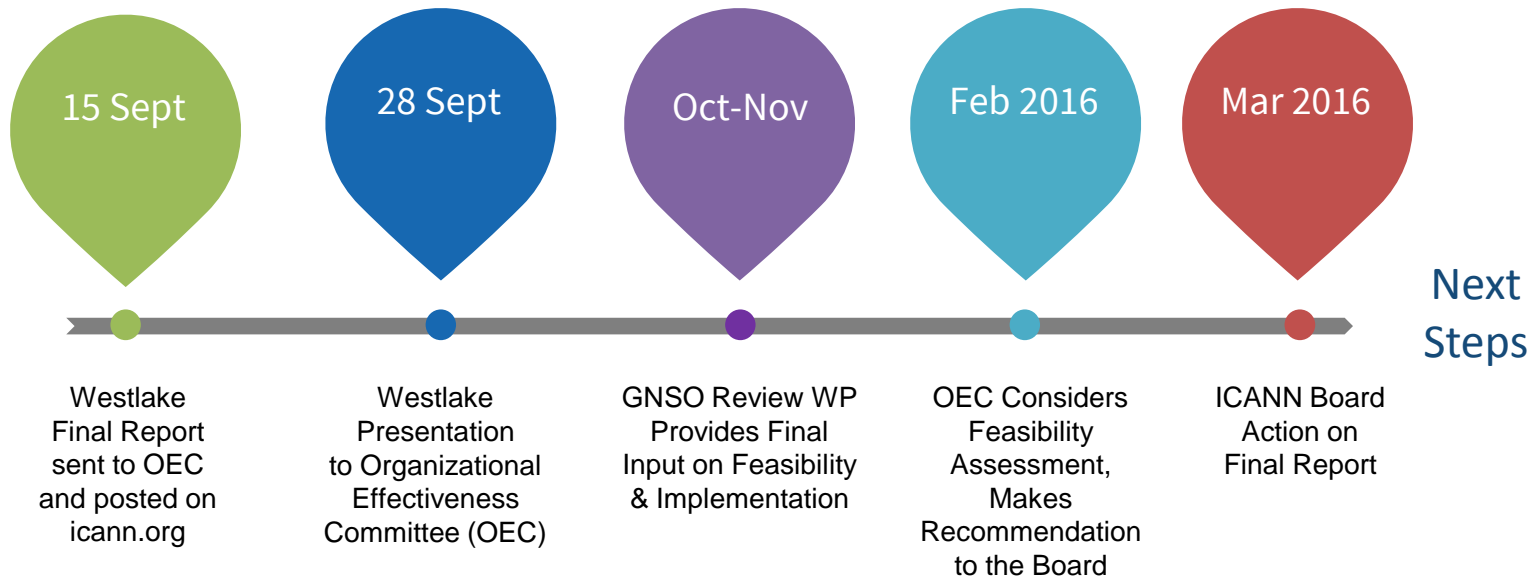 15 Sept
28 Sept
Oct-Nov
Feb 2016
Mar 2016
Next
Steps
Westlake
Final Report
sent to OEC
and posted on
icann.org
Westlake
Presentation
to Organizational
Effectiveness
Committee (OEC)
GNSO Review WP
Provides Final
Input on Feasibility
& Implementation
OEC Considers
Feasibility
Assessment,
Makes
Recommendation
to the Board
ICANN Board
Action on
Final Report